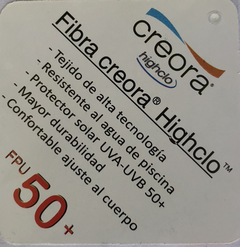 creora®
highclo
Fibra creora® Highclo™
- Tejido de alta tecnología
- Resistente al agua de piscina
- Protector solar UVA-UVB 50+
- Mayor durabilidad
- Confortable ajuste al cuerpo
FPU 50+